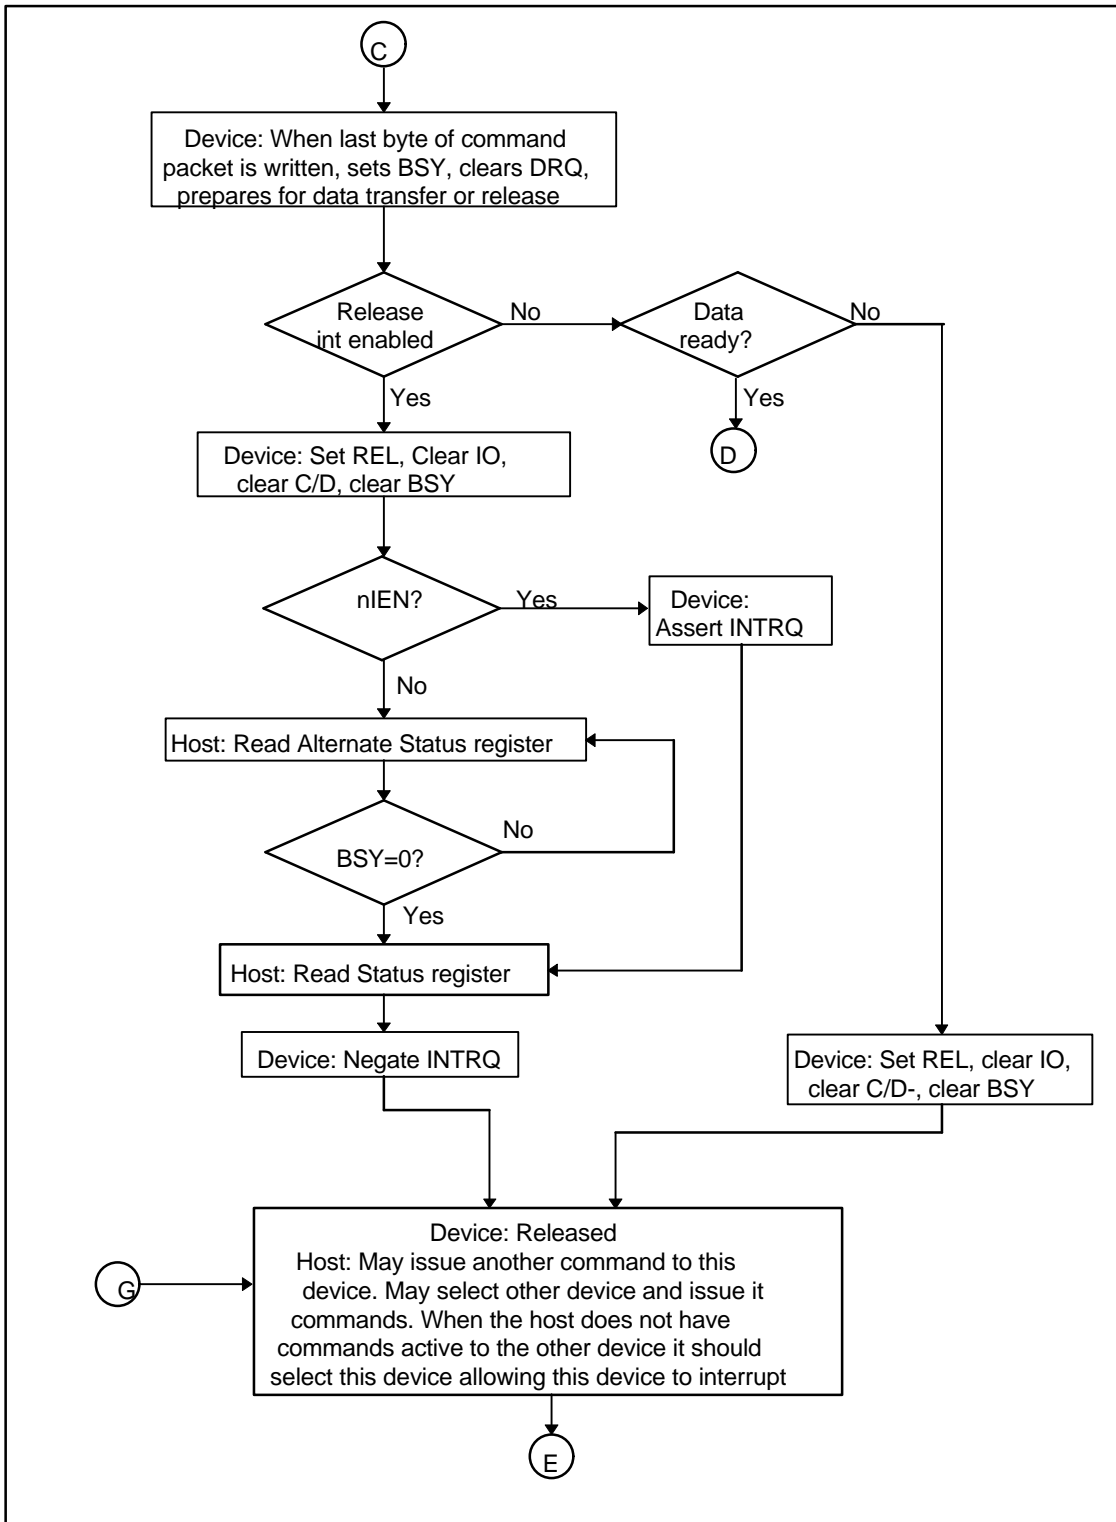 C
Device: When last byte of command
packet is written, sets BSY, clears DRQ,
prepares for data transfer or release
Release
int enabled
No
Data
ready?
No
Yes
Yes
D
Device: Set REL, Clear IO,
clear C/D, clear BSY
nIEN?
Yes
Device:
Assert INTRQ
No
Host: Read Alternate Status register
No
BSY=0?
Yes
Host: Read Status register
Device: Negate INTRQ
Device: Set REL, clear IO,
clear C/D-, clear BSY
Device: Released
Host: May issue another command to this
device. May select other device and issue it
commands. When the host does not have
commands active to the other device it should
select this device allowing this device to interrupt
G
E